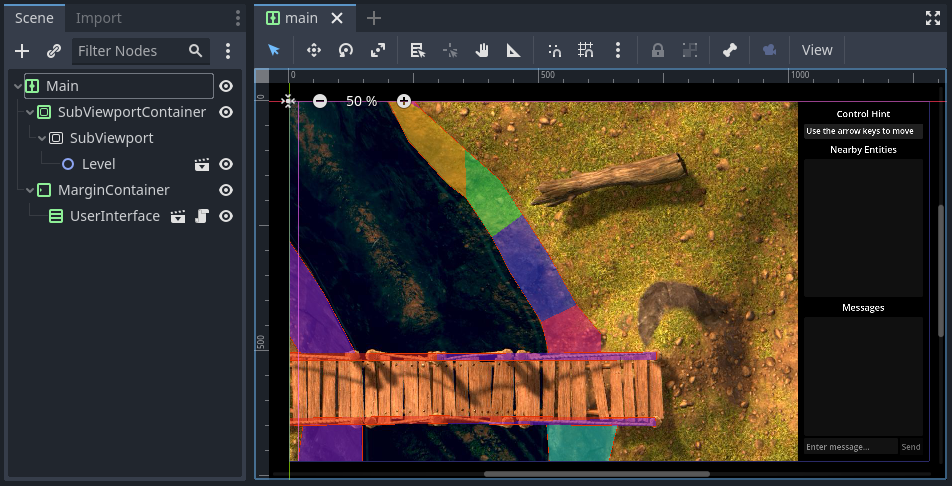 Scene Import
main
Filter Nodes
View
Main
SubViewportContainer
SubViewport
Level
MarginContainer
UserInterface
0 500 1000
0
500
50 %
Control Hint
Use the arrow keys to move
Nearby Entities
Messages
Enter message... Send